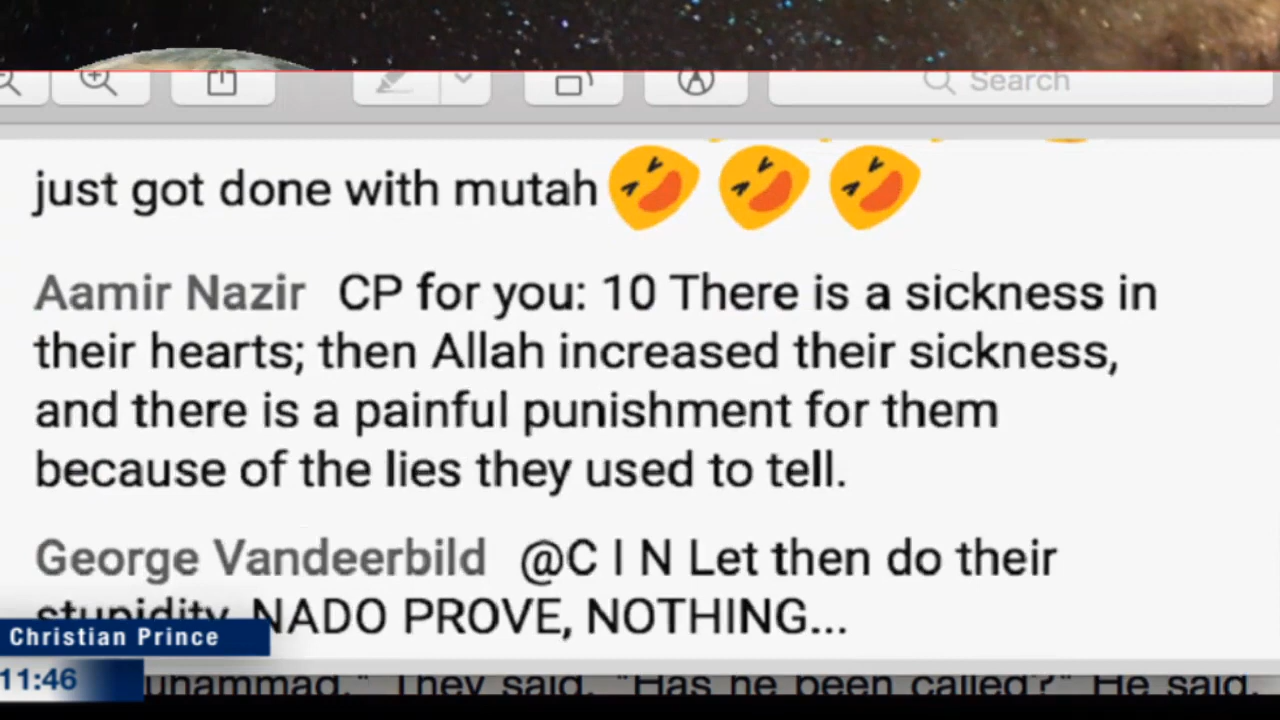 Search
just got done with mutah 🤣 🤣 🤣
Aamir Nazir CP for you: 10 There is a sickness in
their hearts; then Allah increased their sickness,
and there is a painful punishment for them
because of the lies they used to tell.
George Vandeerbild @C I N Let then do their
stupidity. NADO PROVE, NOTHING...
Christian Prince
11:46
uhammad." They said, "Has he been called?" He said,